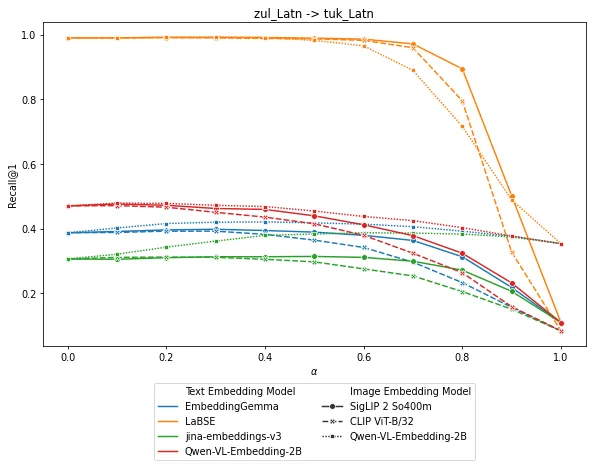 zul_Latn -> tuk_Latn
Recall@1
1.0
0.8
0.6
0.4
0.2
0.0 0.2 0.4 0.6 0.8 1.0
α
Text Embedding Model Image Embedding Model
EmbeddingGemma SigLIP 2 So400m
LaBSE CLIP ViT-B/32
jina-embeddings-v3 Qwen-VL-Embedding-2B
Qwen-VL-Embedding-2B